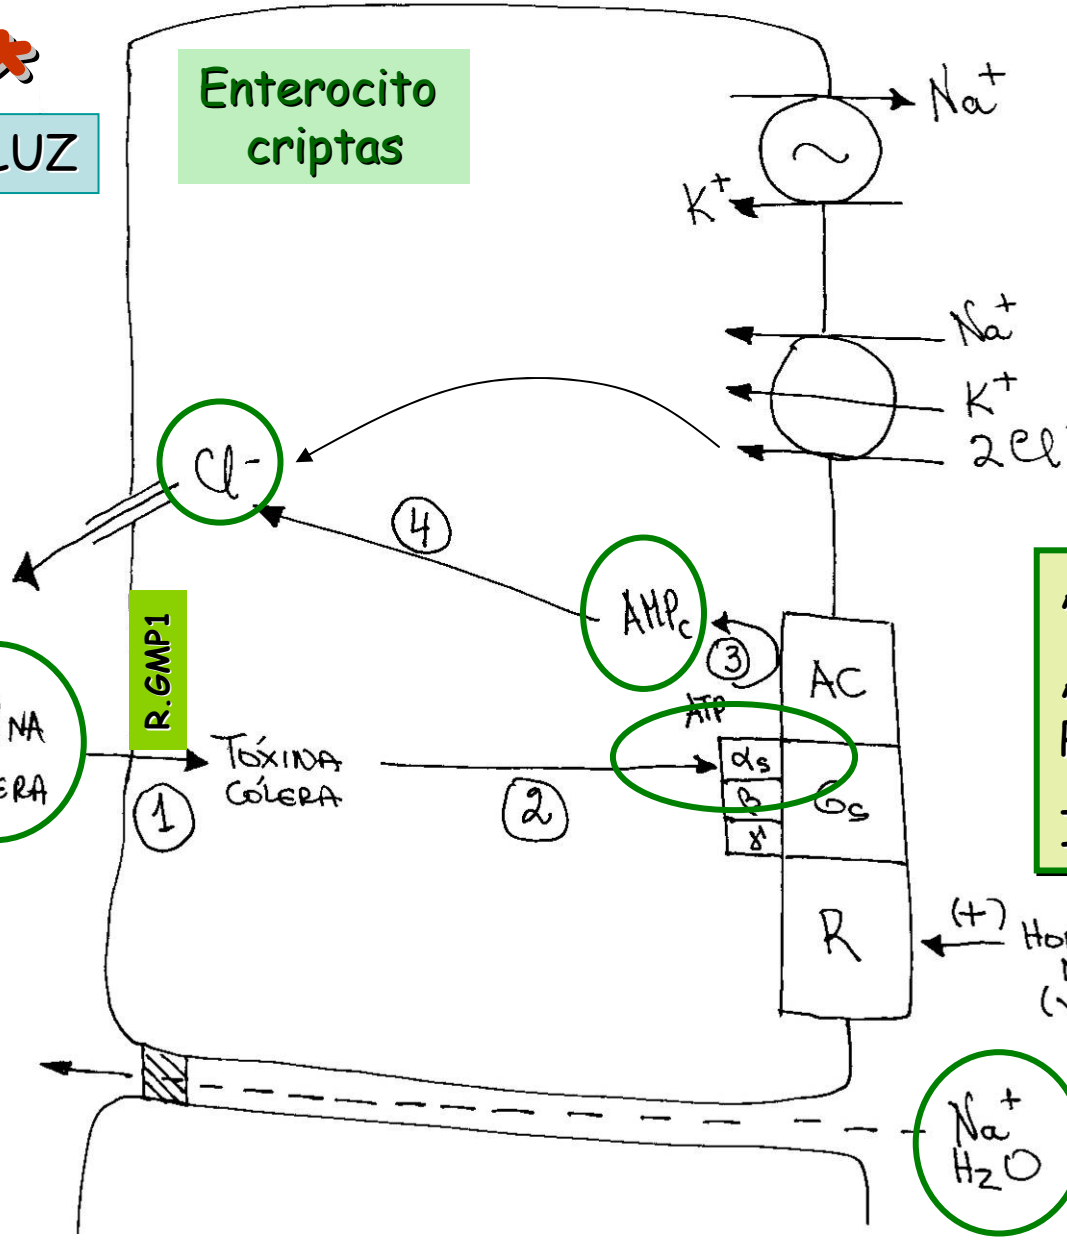 Enterocito
criptas
LUZ
Na⁺
K⁺
Na⁺
K⁺
2Cl⁻
Cl⁻
4
AMPc
3
AC
ATP
R.GMP1
TÓXINA
CÓLERA
1
2
αs
β
γ
Gs
R
(+)
Na⁺
H₂O